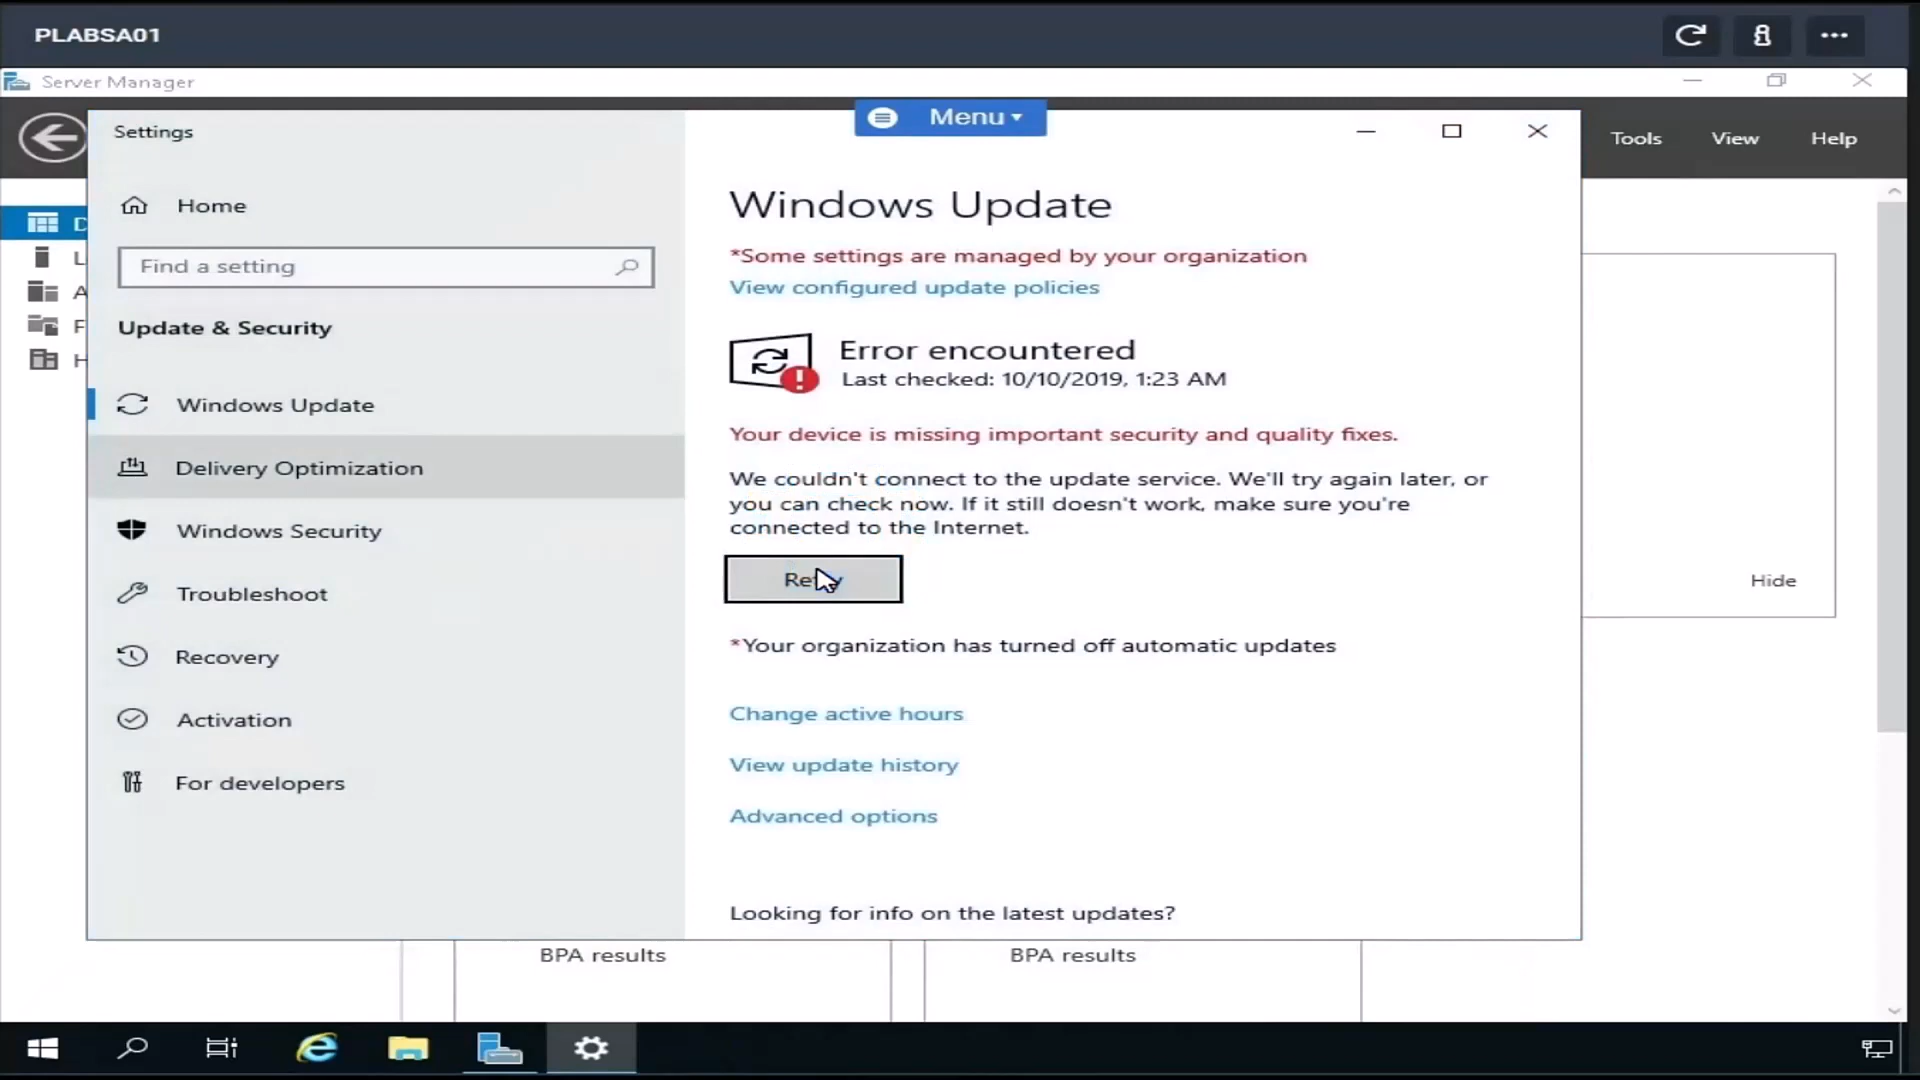 PLABSA01
Server Manager
Menu
Tools
View
Help
Settings
Home
Find a setting
Update & Security
Windows Update
Delivery Optimization
Windows Security
Troubleshoot
Recovery
Activation
For developers
Windows Update
*Some settings are managed by your organization
View configured update policies
Error encountered
Last checked: 10/10/2019, 1:23 AM
Your device is missing important security and quality fixes.
We couldn't connect to the update service. We'll try again later, or
you can check now. If it still doesn't work, make sure you're
connected to the Internet.
Retry
*Your organization has turned off automatic updates
Change active hours
View update history
Advanced options
Looking for info on the latest updates?
Hide
BPA results
BPA results